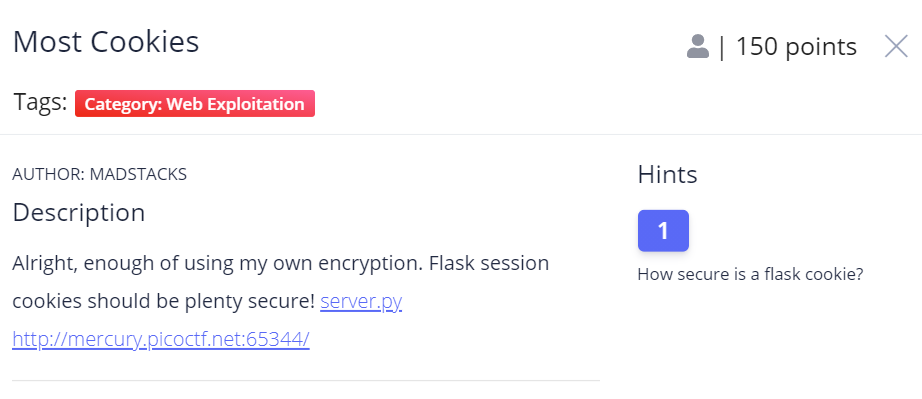 Most Cookies
| 150 points
Tags: Category: Web Exploitation
AUTHOR: MADSTACKS
Description
Alright, enough of using my own encryption. Flask session
cookies should be plenty secure! server.py
http://mercury.picoctf.net:65344/
Hints
1
How secure is a flask cookie?